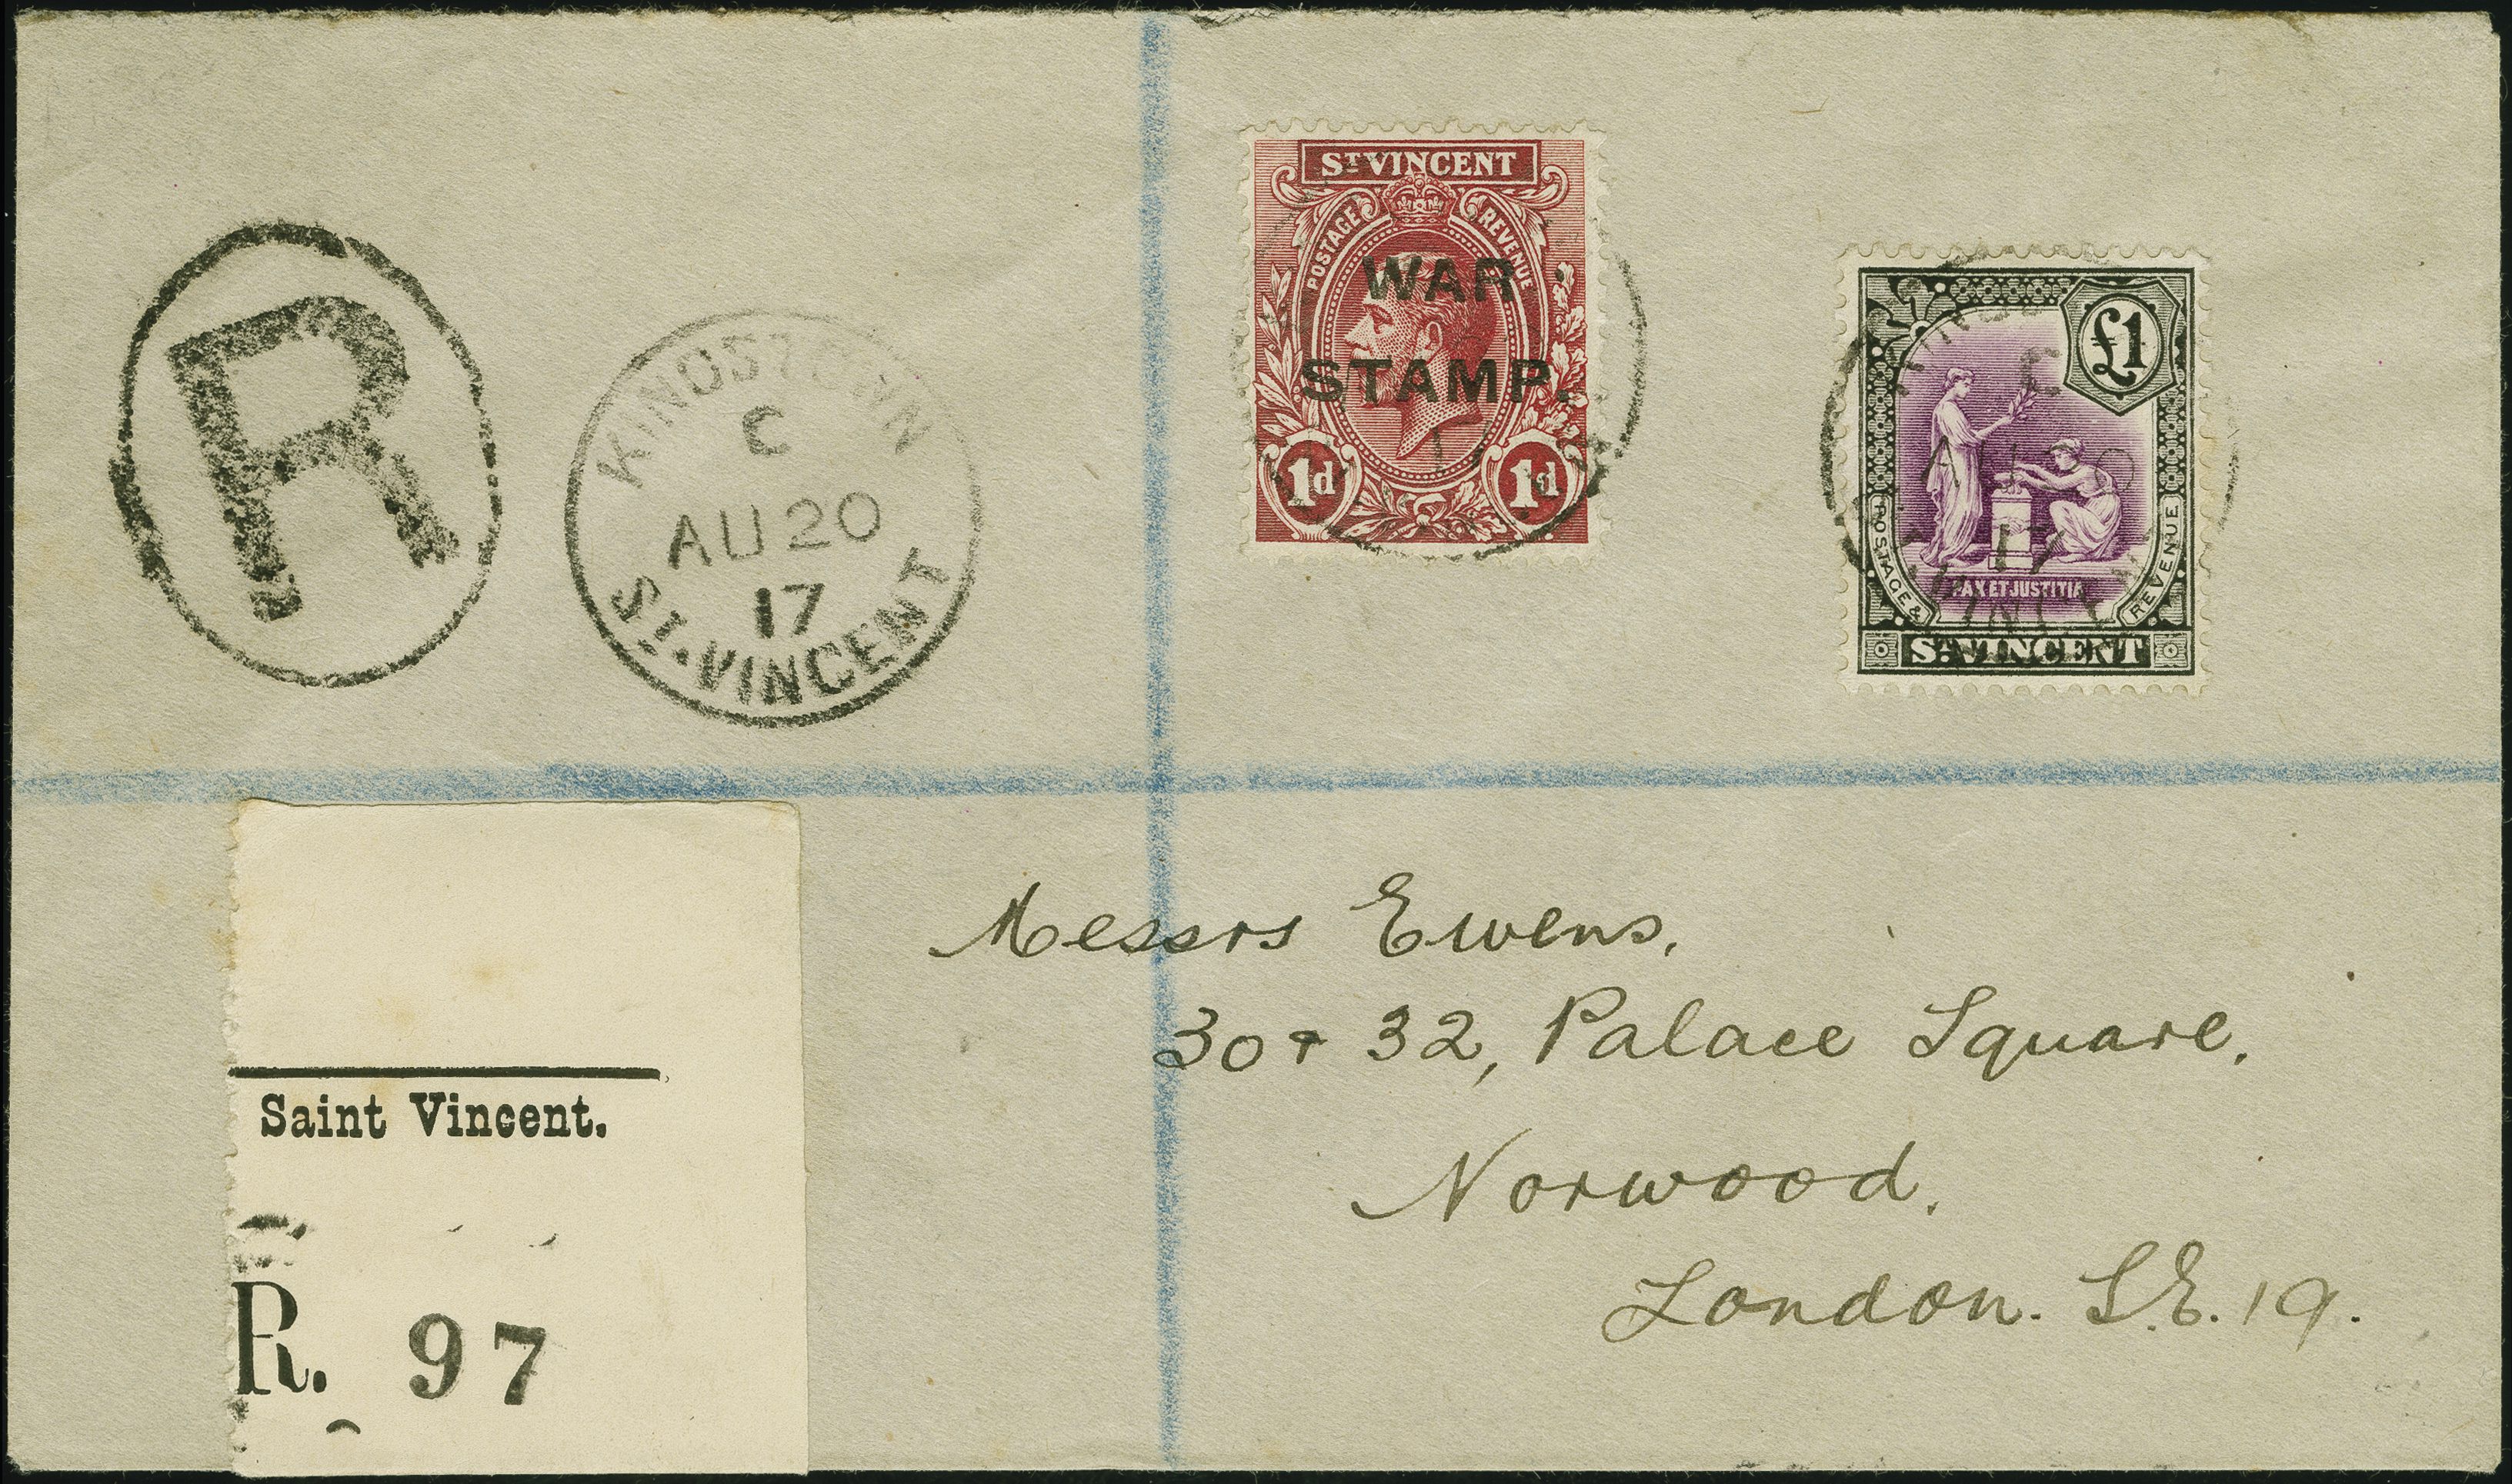 R
KINGSTOWN
C
AU 20
17
ST. VINCENT
ST VINCENT
POSTAGE REVENUE
WAR
STAMP.
1d 1d
£1
C
17
PAX ET JUSTITIA
POSTAGE & REVENUE
ST VINCENT
Saint Vincent.
R. 97
Messrs Ewens,
30 & 32, Palace Square,
Norwood,
London. S.E. 19.